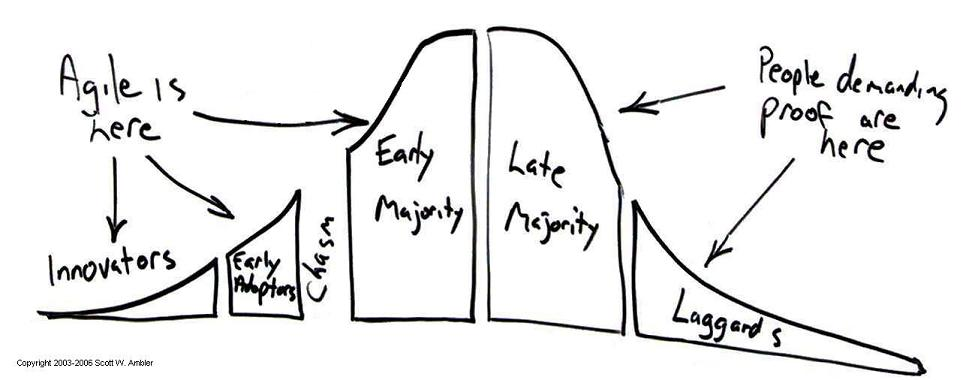 Agile is
here
People demanding
proof are
here
Innovators
Early
Adopters
Chasm
Early
Majority
Late
Majority
Laggards
Copyright 2003-2006 Scott W. Ambler